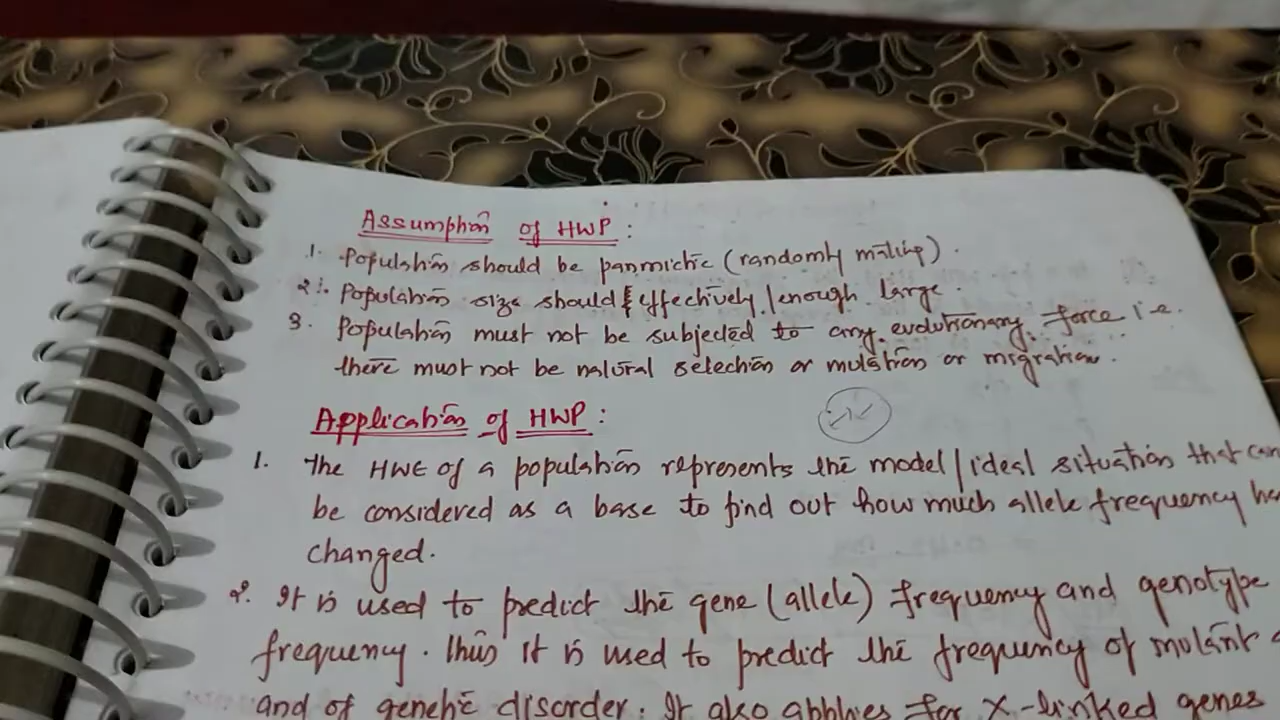 Assumption of HWP :
1. Population should be panmictic (randomly mating).
2. Population size should effectively / enough large.
3. Population must not be subjected to any evolutionary force i.e.
there must not be natural selection or mutation or migration.
Application of HWP :
1. The HWE of a population represents the model / ideal situation that can
be considered as a base to find out how much allele frequency ha
changed.
2. It is used to predict the gene (allele) frequency and genotype
frequency. Thus it is used to predict the frequency of mutant
and of genetic disorder. It also applies for X-linked genes